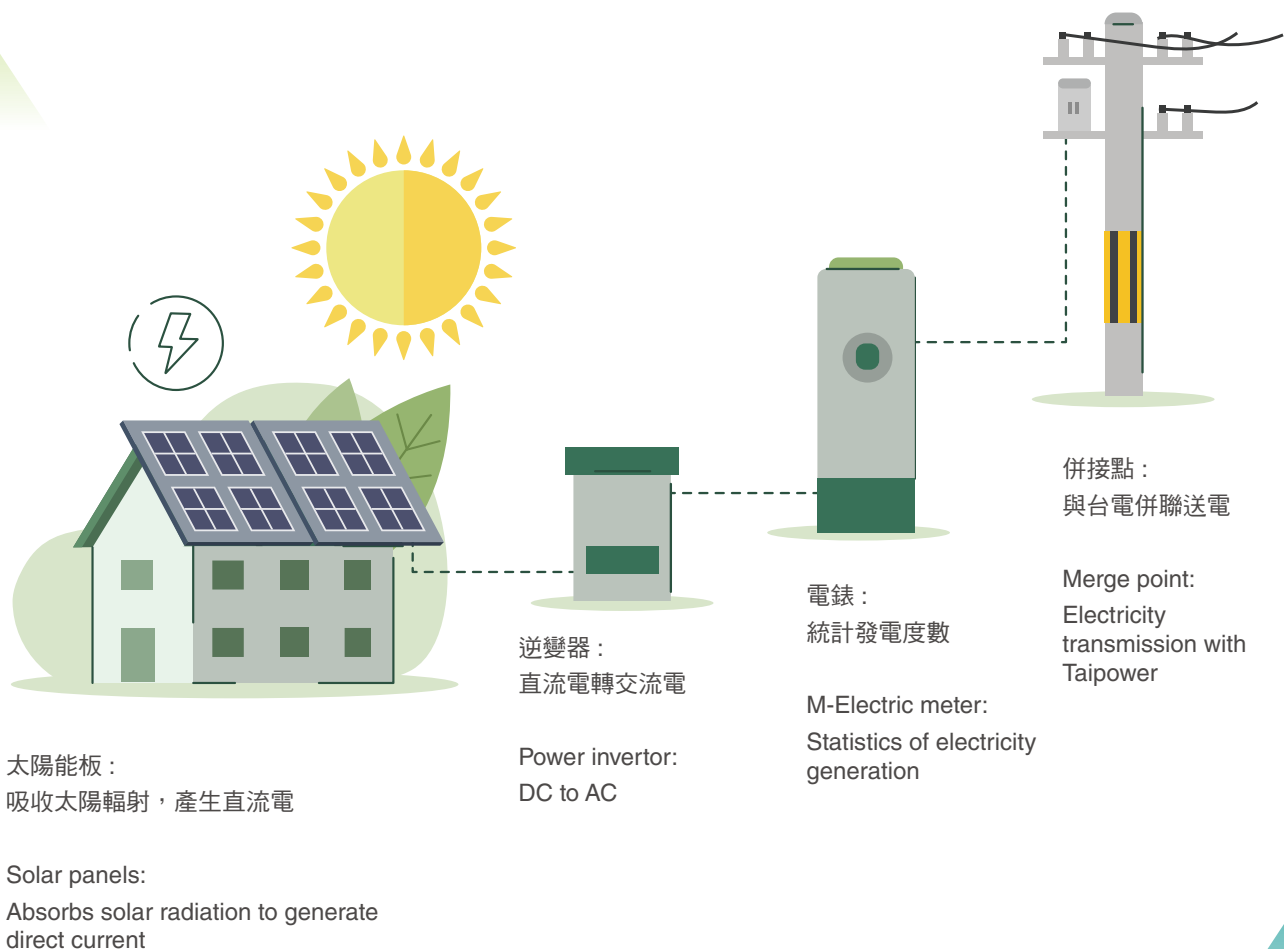 太陽能板：
吸收太陽輻射，產生直流電
Solar panels:
Absorbs solar radiation to generate
direct current
逆變器：
直流電轉交流電
Power invertor:
DC to AC
電錶：
統計發電度數
M-Electric meter:
Statistics of electricity
generation
併接點：
與台電併聯送電
Merge point:
Electricity
transmission with
Taipower